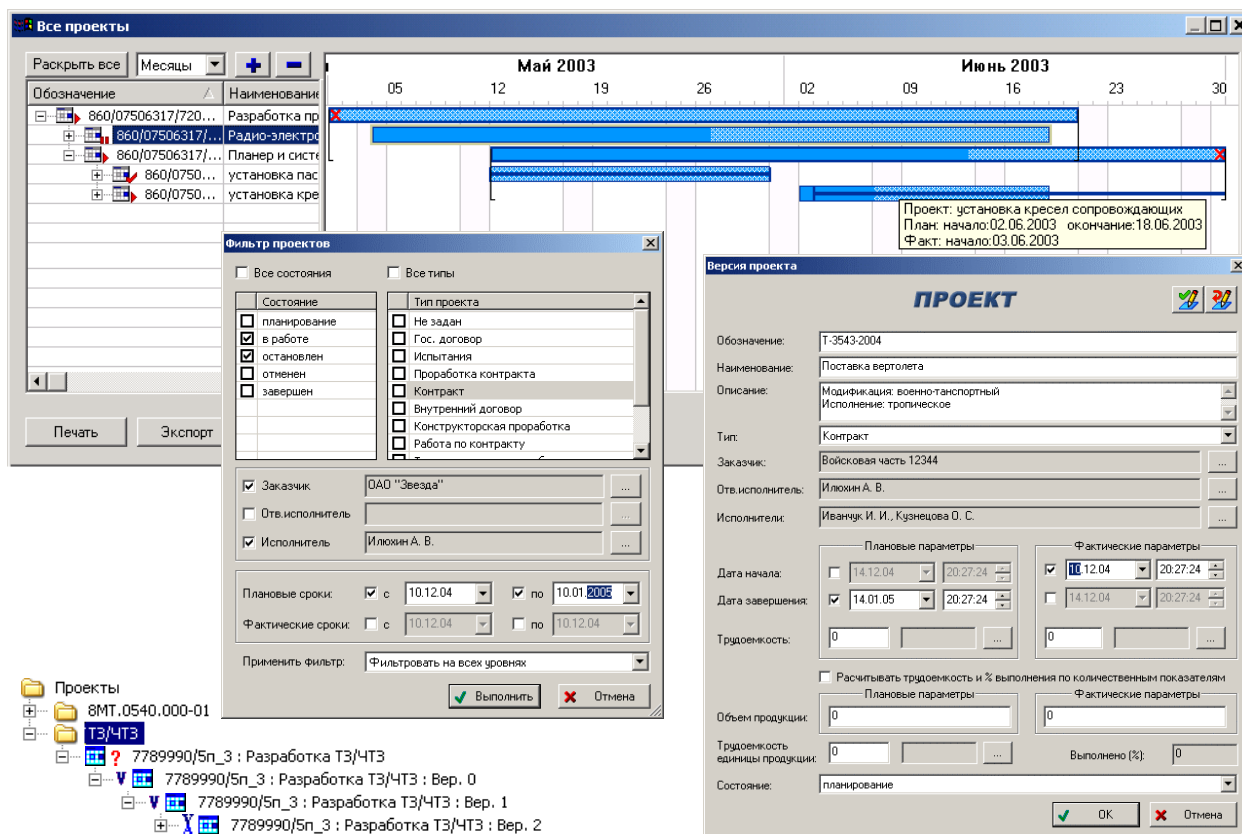 Все проекты
Раскрыть все Месяцы
Май 2003 Июнь 2003
Обозначение Наименование
05 12 19 26 02 09 16 23 30
860/07506317/720... Разработка пр
860/07506317/... Радио-электро
860/07506317/... Планер и систе
860/0750... установка пас
860/0750... установка кре
Проект: установка кресел сопровождающих
План: начало:02.06.2003 окончание:18.06.2003
Факт: начало:03.06.2003
Печать Экспорт
Фильтр проектов
Все состояния Все типы
Состояние Тип проекта
планирование Не задан
в работе Гос. договор
остановлен Испытания
отменен Проработка контракта
завершен Контракт
Внутренний договор
Конструкторская проработка
Работа по контракту
Заказчик ОАО "Звезда" ...
Отв.исполнитель ...
Исполнитель Илюхин А. В. ...
Плановые сроки: с 10.12.04 по 10.01.2005
Фактические сроки: с 10.12.04 по 10.12.04
Применить фильтр: Фильтровать на всех уровнях
Выполнить Отмена
Версия проекта
ПРОЕКТ
Обозначение: Т-3543-2004
Наименование: Поставка вертолета
Описание: Модификация: военно-танспортный
Исполнение: тропическое
Тип: Контракт
Заказчик: Войсковая часть 12344 ...
Отв.исполнитель: Илюхин А. В. ...
Исполнители: Иванчук И. И., Кузнецова О. С. ...
Плановые параметры Фактические параметры
Дата начала: 14.12.04 20:27:24 10.12.04 20:27:24
Дата завершения: 14.01.05 20:27:24 14.12.04 20:27:24
Трудоемкость: 0 ... 0 ...
Расчитывать трудоемкость и % выполнения по количественным показателям
Плановые параметры Фактические параметры
Объем продукции: 0 0
Трудоемкость
единицы продукции: 0 ... Выполнено (%): 0
Состояние: планирование
OK Отмена
Проекты
8МТ.0540.000-01
ТЗ/ЧТЗ
7789990/5п_3 : Разработка ТЗ/ЧТЗ
7789990/5п_3 : Разработка ТЗ/ЧТЗ : Вер. 0
7789990/5п_3 : Разработка ТЗ/ЧТЗ : Вер. 1
7789990/5п_3 : Разработка ТЗ/ЧТЗ : Вер. 2